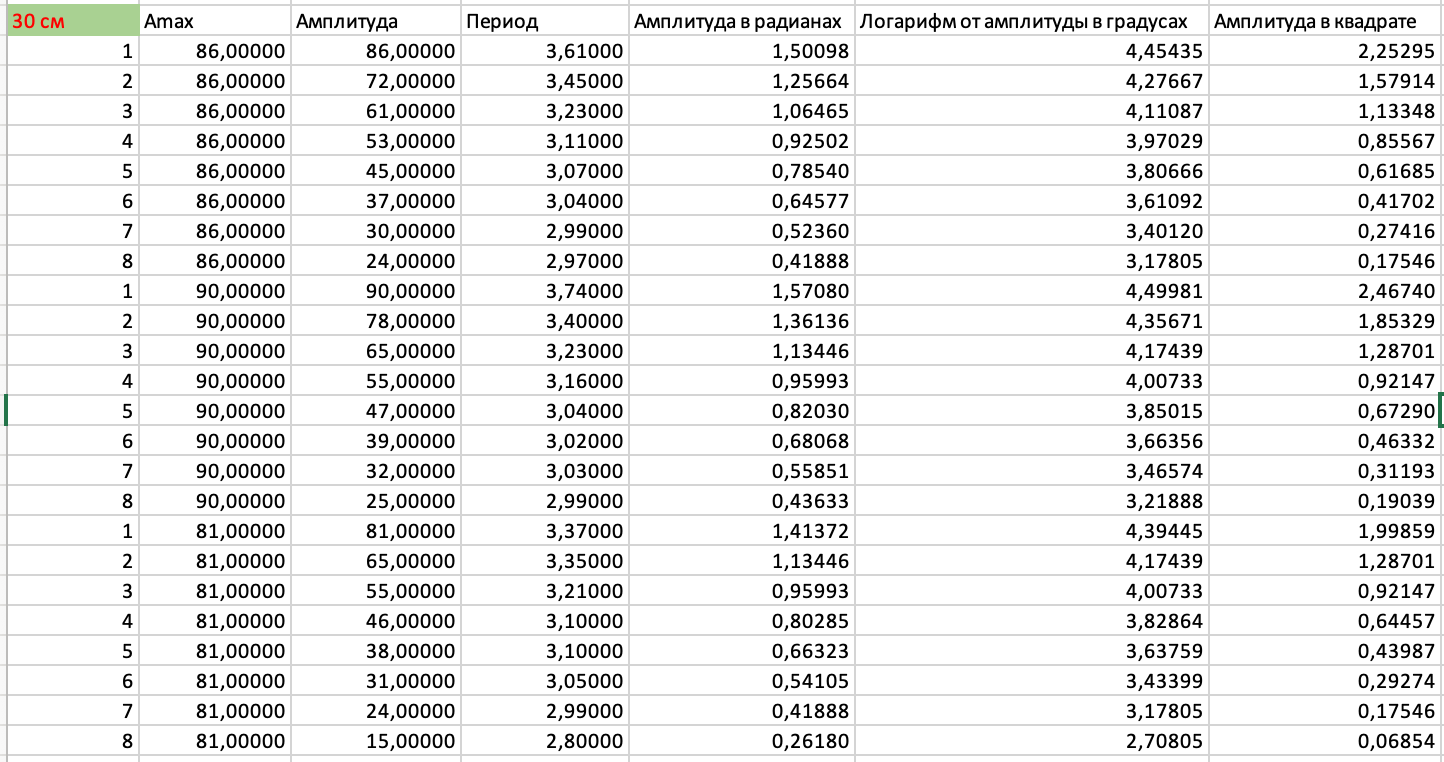 30 см Amax Амплитуда Период Амплитуда в радианах Логарифм от амплитуды в градусах Амплитуда в квадрате
1 86,00000 86,00000 3,61000 1,50098 4,45435 2,25295
2 86,00000 72,00000 3,45000 1,25664 4,27667 1,57914
3 86,00000 61,00000 3,23000 1,06465 4,11087 1,13348
4 86,00000 53,00000 3,11000 0,92502 3,97029 0,85567
5 86,00000 45,00000 3,07000 0,78540 3,80666 0,61685
6 86,00000 37,00000 3,04000 0,64577 3,61092 0,41702
7 86,00000 30,00000 2,99000 0,52360 3,40120 0,27416
8 86,00000 24,00000 2,97000 0,41888 3,17805 0,17546
1 90,00000 90,00000 3,74000 1,57080 4,49981 2,46740
2 90,00000 78,00000 3,40000 1,36136 4,35671 1,85329
3 90,00000 65,00000 3,23000 1,13446 4,17439 1,28701
4 90,00000 55,00000 3,16000 0,95993 4,00733 0,92147
5 90,00000 47,00000 3,04000 0,82030 3,85015 0,67290
6 90,00000 39,00000 3,02000 0,68068 3,66356 0,46332
7 90,00000 32,00000 3,03000 0,55851 3,46574 0,31193
8 90,00000 25,00000 2,99000 0,43633 3,21888 0,19039
1 81,00000 81,00000 3,37000 1,41372 4,39445 1,99859
2 81,00000 65,00000 3,35000 1,13446 4,17439 1,28701
3 81,00000 55,00000 3,21000 0,95993 4,00733 0,92147
4 81,00000 46,00000 3,10000 0,80285 3,82864 0,64457
5 81,00000 38,00000 3,10000 0,66323 3,63759 0,43987
6 81,00000 31,00000 3,05000 0,54105 3,43399 0,29274
7 81,00000 24,00000 2,99000 0,41888 3,17805 0,17546
8 81,00000 15,00000 2,80000 0,26180 2,70805 0,06854